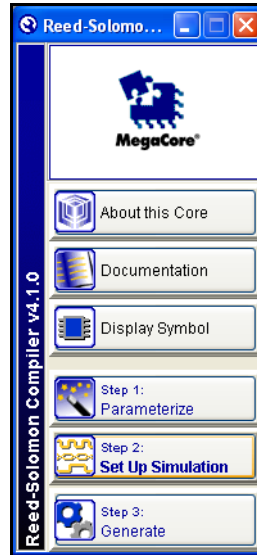 Reed-Solomo...
MegaCore®
About this Core
Documentation
Display Symbol
Step 1:
Parameterize
Step 2:
Set Up Simulation
Step 3:
Generate
Reed-Solomon Compiler v4.1.0